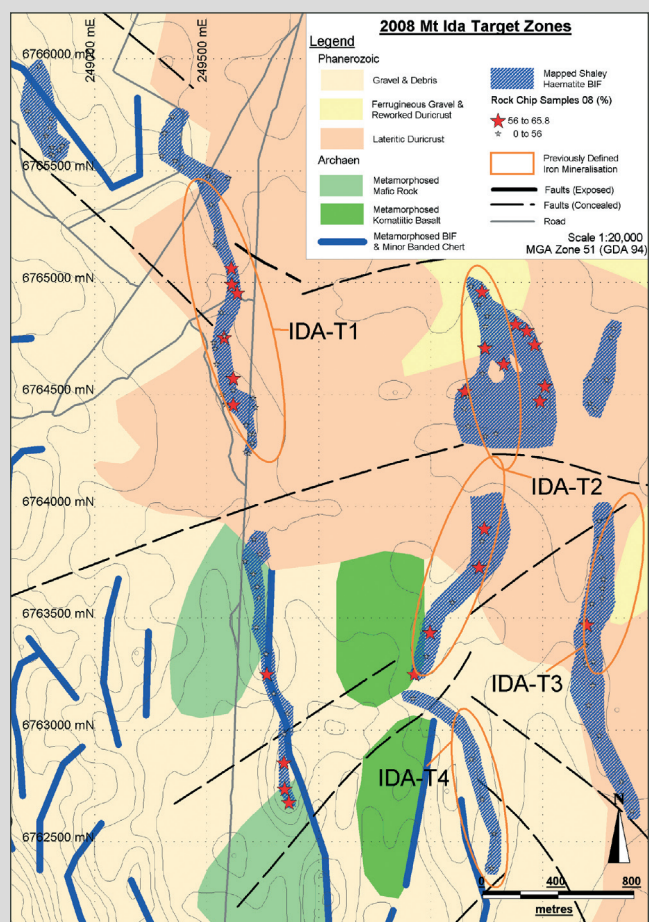 2008 Mt Ida Target Zones
Legend
Phanerozoic
Gravel & Debris
Ferrugineous Gravel &
Reworked Duricrust
Lateritic Duricrust
Archaen
Metamorphosed
Mafio Rock
Metamorphosed
Komatiitic Basalt
Metamorphosed BIF
& Minor Banded Chert
Mapped Shaley
Haematite BIF
Rock Chip Samples 08 (%)
56 to 65.8
0 to 56
Previously Defined
Iron Mineralisation
Faults (Exposed)
Faults (Concealed)
Road
Scale 1:20,000
MGA Zone 51 (GDA 94)
249000 mE
249500 mE
6766000 mN
6765500 mN
6765000 mN
6764500 mN
6764000 mN
6763500 mN
6763000 mN
6762500 mN
IDA-T1
IDA-T2
IDA-T3
IDA-T4
N
0 400 800
metres